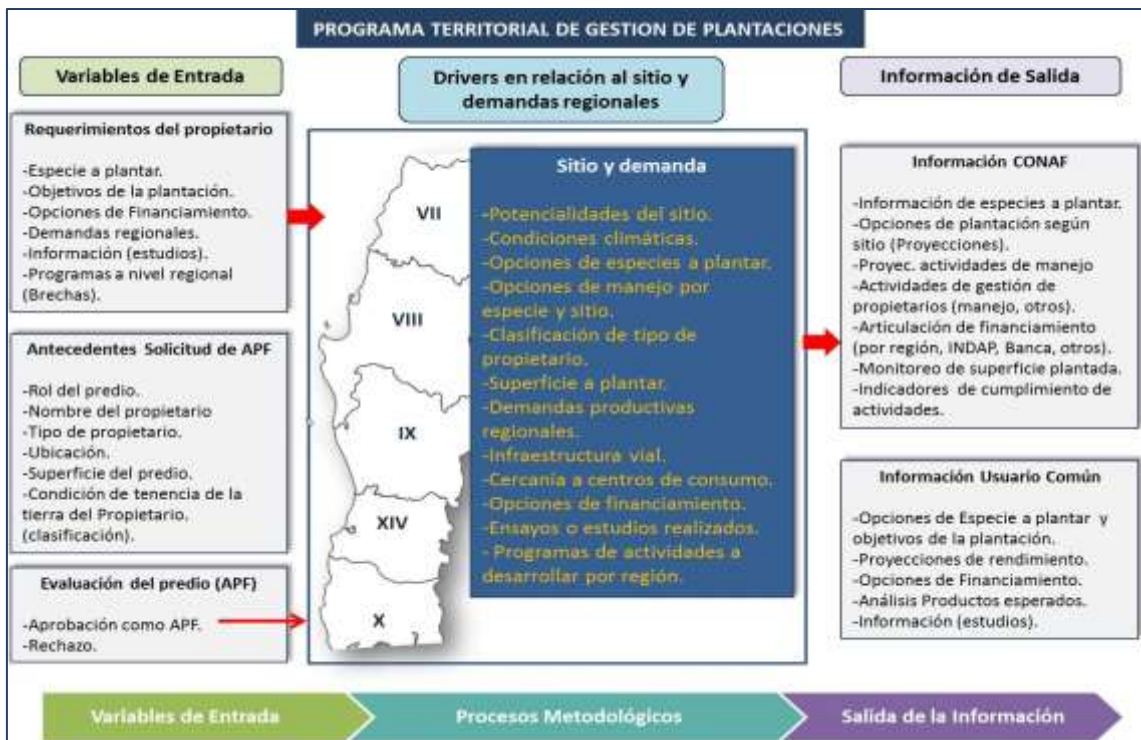 PROGRAMA TERRITORIAL DE GESTION DE PLANTACIONES
Variables de Entrada
Requerimientos del propietario
-Especie a plantar.
-Objetivos de la plantación.
-Opciones de Financiamiento.
-Demandas regionales.
-Información (estudios).
-Programas a nivel regional
(Brechas).
Antecedentes Solicitud de APF
-Rol del predio.
-Nombre del propietario
-Tipo de propietario.
-Ubicación.
-Superficie del predio.
-Condición de tenencia de la
tierra del Propietario.
(clasificación).
Evaluación del predio (APF)
-Aprobación como APF.
-Rechazo.
Drivers en relación al sitio y
demandas regionales
VII
VIII
IX
XIV
X
Sitio y demanda
-Potencialidades del sitio.
-Condiciones climáticas.
-Opciones de especies a plantar.
-Opciones de manejo por
especie y sitio.
-Clasificación de tipo de
propietario.
-Superficie a plantar.
-Demandas productivas
regionales.
-Infraestructura vial.
-Cercanía a centros de consumo.
-Opciones de financiamiento.
-Ensayos o estudios realizados.
- Programas de actividades a
desarrollar por región.
Información de Salida
Información CONAF
-Información de especies a plantar.
-Opciones de plantación según
sitio (Proyecciones).
-Proyec. actividades de manejo
-Actividades de gestión de
propietarios (manejo, otros).
-Articulación de financiamiento
(por región, INDAP, Banca, otros).
-Monitoreo de superficie plantada.
-Indicadores de cumplimiento de
actividades.
Información Usuario Común
-Opciones de Especie a plantar y
objetivos de la plantación.
-Proyecciones de rendimiento.
-Opciones de Financiamiento.
-Análisis Productos esperados.
-Información (estudios).
Variables de Entrada
Procesos Metodológicos
Salida de la Información